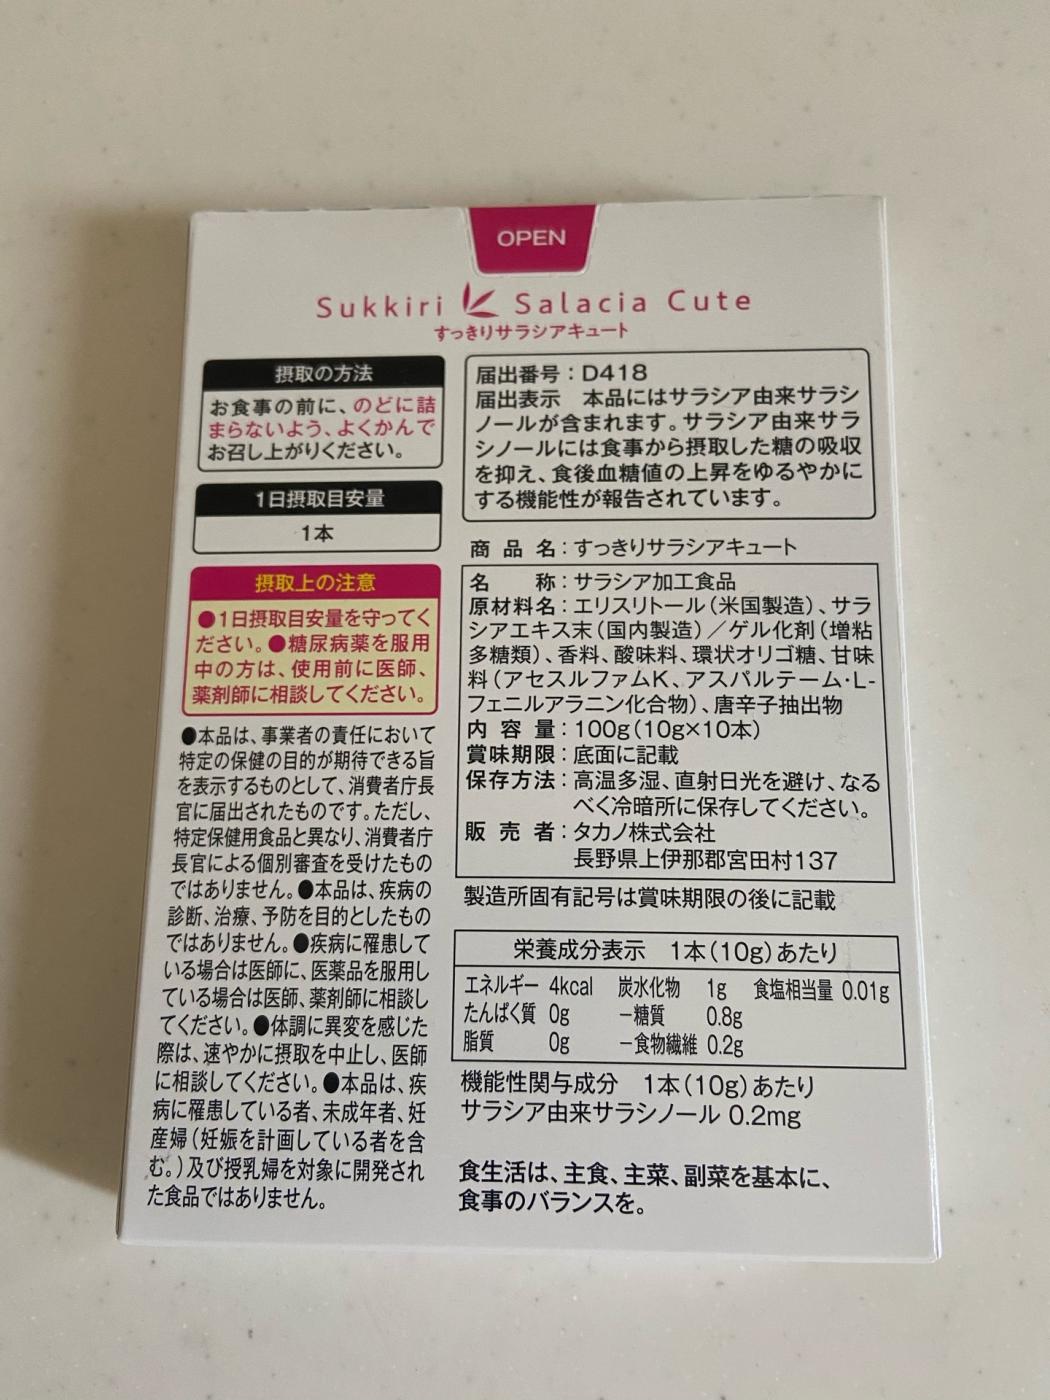 OPEN
Sukkiri Salacia Cute
すっきりサラシアキュート
摂取の方法
お食事の前に、のどに詰
まらないよう、よくかんで
お召し上がりください。
1日摂取目安量
1本
摂取上の注意
●1日摂取目安量を守ってく
ださい。●糖尿病薬を服用
中の方は、使用前に医師、
薬剤師に相談してください。
●本品は、事業者の責任において
特定の保健の目的が期待できる旨
を表示するものとして、消費者庁長
官に届出されたものです。ただし、
特定保健用食品と異なり、消費者庁
長官による個別審査を受けたもの
ではありません。●本品は、疾病の
診断、治療、予防を目的としたもの
ではありません。●疾病に罹患して
いる場合は医師に、医薬品を服用し
ている場合は医師、薬剤師に相談し
てください。●体調に異変を感じた
際は、速やかに摂取を中止し、医師
に相談してください。●本品は、疾
病に罹患している者、未成年者、妊
産婦(妊娠を計画している者を含
む。)及び授乳婦を対象に開発され
た食品ではありません。
届出番号：D418
届出表示　本品にはサラシア由来サラシ
ノールが含まれます。サラシア由来サラ
シノールには食事から摂取した糖の吸収
を抑え、食後血糖値の上昇をゆるやかに
する機能性が報告されています。
商品名：すっきりサラシアキュート
名称：サラシア加工食品
原材料名：エリスリトール(米国製造)、サラ
シアエキス末(国内製造)／ゲル化剤(増粘
多糖類)、香料、酸味料、環状オリゴ糖、甘味
料(アセスルファムK、アスパルテーム・L-
フェニルアラニン化合物)、唐辛子抽出物
内容量：100g(10g×10本)
賞味期限：底面に記載
保存方法：高温多湿、直射日光を避け、なる
べく冷暗所に保存してください。
販売者：タカノ株式会社
長野県上伊那郡宮田村137
製造所固有記号は賞味期限の後に記載
栄養成分表示　1本(10g)あたり
エネルギー 4kcal 炭水化物 1g 食塩相当量 0.01g
たんぱく質 0g －糖質 0.8g
脂質 0g －食物繊維 0.2g
機能性関与成分　1本(10g)あたり
サラシア由来サラシノール 0.2mg
食生活は、主食、主菜、副菜を基本に、
食事のバランスを。